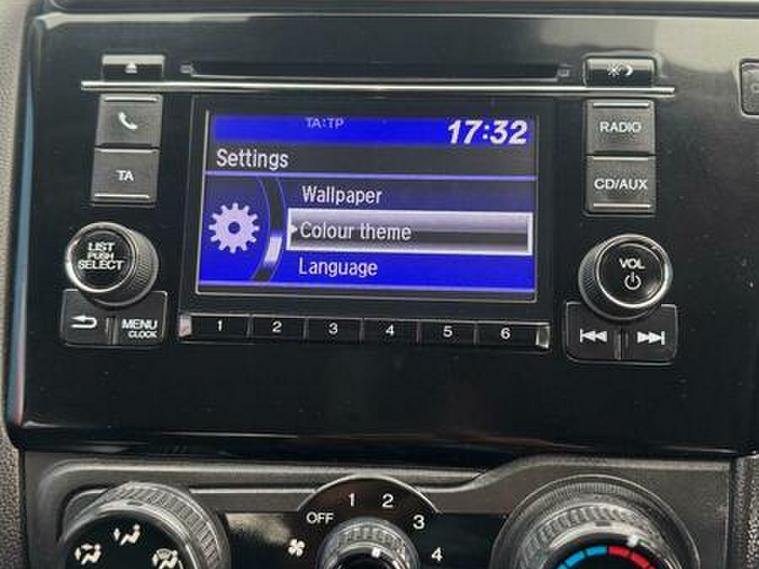 TA:TP
17:32
Settings
Wallpaper
Colour theme
Language
TA
LIST
PUSH
SELECT
MENU
CLOCK
1 2 3 4 5 6
RADIO
CD/AUX
VOL
OFF 1 2 3 4